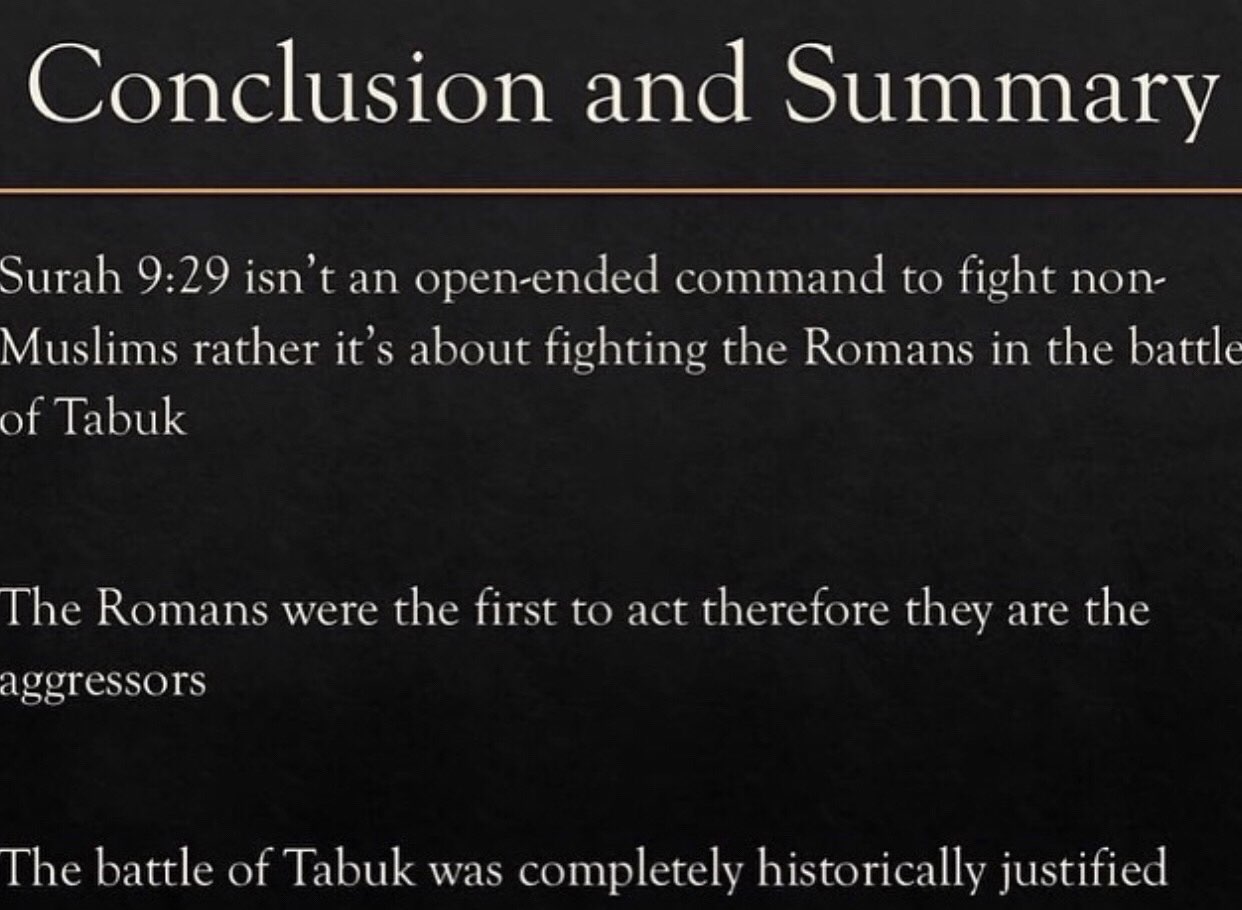 Conclusion and Summary
Surah 9:29 isn’t an open-ended command to fight non-
Muslims rather it’s about fighting the Romans in the battle
of Tabuk
The Romans were the first to act therefore they are the
aggressors
The battle of Tabuk was completely historically justified